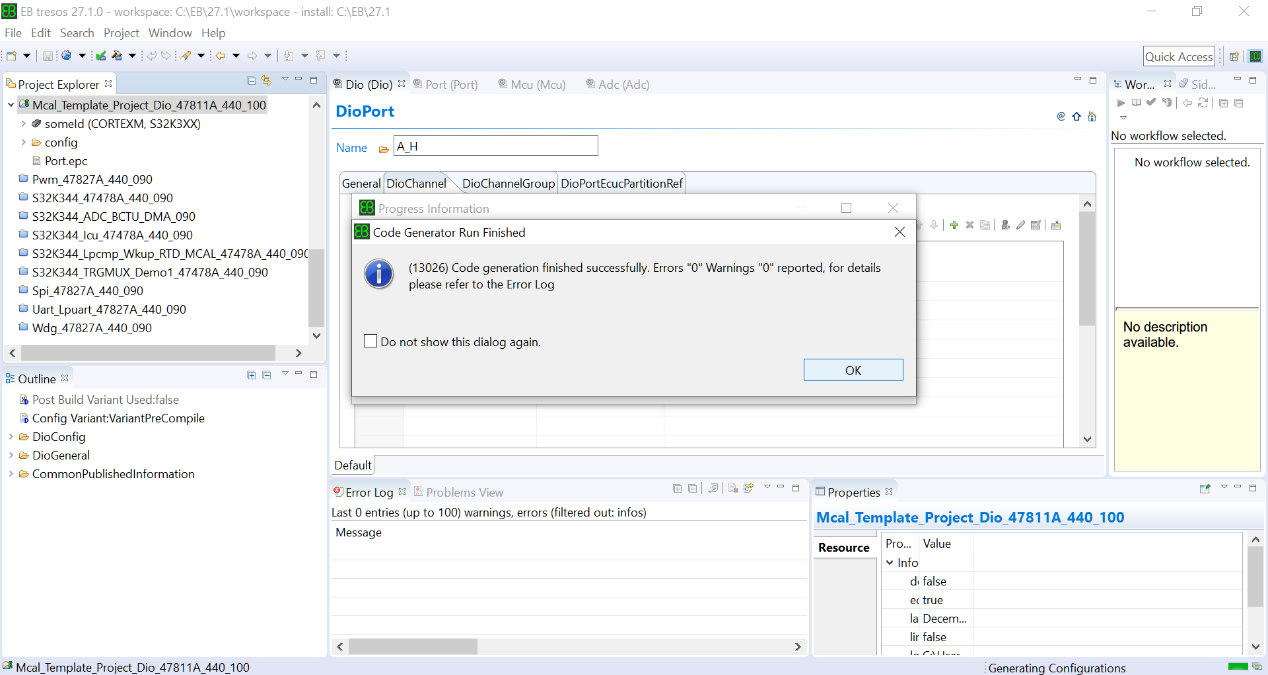 EB tresos 27.1.0 - workspace: C:\EB\27.1\workspace - install: C:\EB\27.1
File Edit Search Project Window Help
Quick Access
Project Explorer
Mcal_Template_Project_Dio_47811A_440_100
someId (CORTEXM, S32K3XX)
config
Port.epc
Pwm_47827A_440_090
S32K344_47478A_440_090
S32K344_ADC_BCTU_DMA_090
S32K344_Icu_47478A_440_090
S32K344_Lpcmp_Wkup_RTD_MCAL_47478A_440_090
S32K344_TRGMUX_Demo1_47478A_440_090
Spi_47827A_440_090
Uart_Lpuart_47827A_440_090
Wdg_47827A_440_090
Outline
Post Build Variant Used:false
Config Variant:VariantPreCompile
DioConfig
DioGeneral
CommonPublishedInformation
Dio (Dio) Port (Port) Mcu (Mcu) Adc (Adc)
DioPort
Name A_H
General DioChannel DioChannelGroup DioPortEcucPartitionRef
Progress Information
Code Generator Run Finished
(13026) Code generation finished successfully. Errors "0" Warnings "0" reported, for details
please refer to the Error Log
Do not show this dialog again.
OK
Default
Error Log Problems View
Last 0 entries (up to 100) warnings, errors (filtered out: infos)
Message
Wor... Sid...
No workflow selected.
No workflow selected.
No description
available.
Properties
Mcal_Template_Project_Dio_47811A_440_100
Resource
Pro... Value
Info
false
true
la Decem...
false
Mcal_Template_Project_Dio_47811A_440_100
Generating Configurations